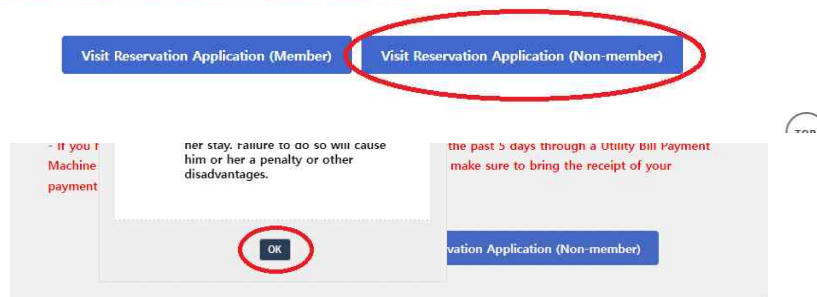 Visit Reservation Application (Member)
Visit Reservation Application (Non-member)
TOP
- If you
her stay. Failure to do so will cause
the past 5 days through a Utility Bill Payment
Machine
him or her a penalty or other
make sure to bring the receipt of your
disadvantages.
payment
OK
vation Application (Non-member)